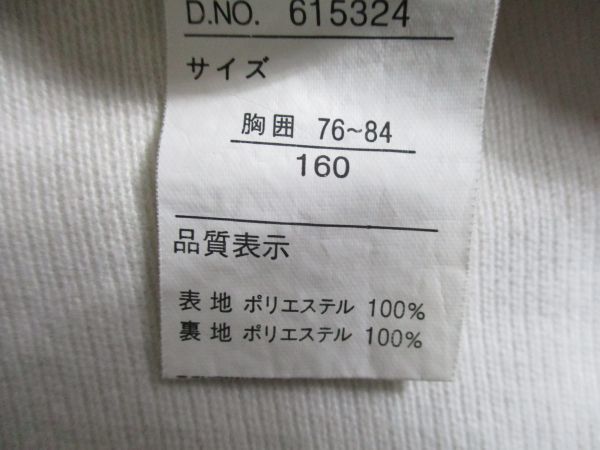 D.NO. 615324
サイズ
胸囲 76~84
160
品質表示
表地 ポリエステル 100%
裏地 ポリエステル 100%